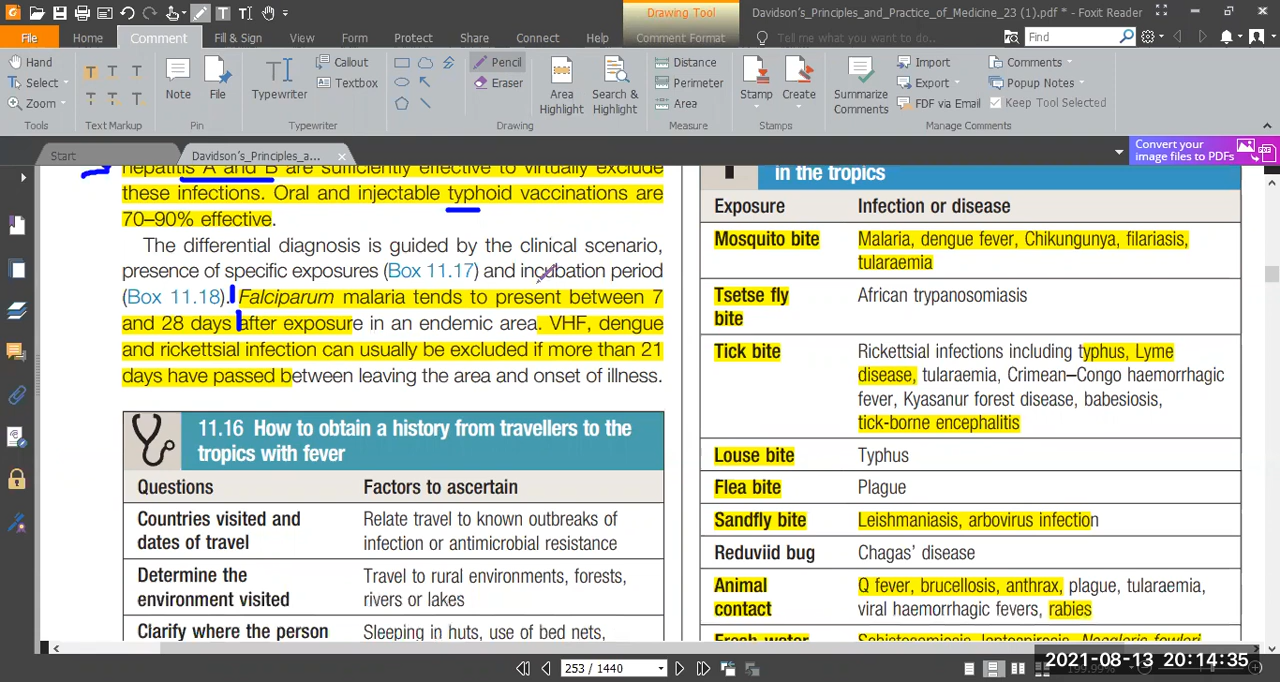 Drawing Tool
Davidson's_Principles_and_Practice_of_Medicine_23 (1).pdf * - Foxit Reader
File Home Comment Fill & Sign View Form Protect Share Connect Help Comment Format Tell me what you want to do.. Find
Hand
Select
Zoom
Tools
Text Markup
Note
File
Pin
Typewriter
Callout
Textbox
Typewriter
Pencil
Eraser
Drawing
Area Highlight
Search & Highlight
Distance
Perimeter
Area
Measure
Stamp
Create
Stamps
Summarize Comments
Import
Export
FDF via Email
Comments
Popup Notes
Keep Tool Selected
Manage Comments
Start
Davidson's_Principles_a...
Convert your
image files to PDFs
hepatitis A and B are sufficiently effective to virtually exclude
these infections. Oral and injectable typhoid vaccinations are
70–90% effective.
The differential diagnosis is guided by the clinical scenario,
presence of specific exposures (Box 11.17) and incubation period
(Box 11.18). Falciparum malaria tends to present between 7
and 28 days after exposure in an endemic area. VHF, dengue
and rickettsial infection can usually be excluded if more than 21
days have passed between leaving the area and onset of illness.
11.16 How to obtain a history from travellers to the
tropics with fever
Questions Factors to ascertain
Countries visited and Relate travel to known outbreaks of
dates of travel infection or antimicrobial resistance
Determine the Travel to rural environments, forests,
environment visited rivers or lakes
Clarify where the person Sleeping in huts, use of bed nets,
in the tropics
Exposure Infection or disease
Mosquito bite Malaria, dengue fever, Chikungunya, filariasis,
tularaemia
Tsetse fly African trypanosomiasis
bite
Tick bite Rickettsial infections including typhus, Lyme
disease, tularaemia, Crimean–Congo haemorrhagic
fever, Kyasanur forest disease, babesiosis,
tick-borne encephalitis
Louse bite Typhus
Flea bite Plague
Sandfly bite Leishmaniasis, arbovirus infection
Reduviid bug Chagas' disease
Animal Q fever, brucellosis, anthrax, plague, tularaemia,
contact viral haemorrhagic fevers, rabies
Fresh-water Schistosomiasis, leptospirosis, Naegleria fowleri
253 / 1440
2021-08-13 20:14:35